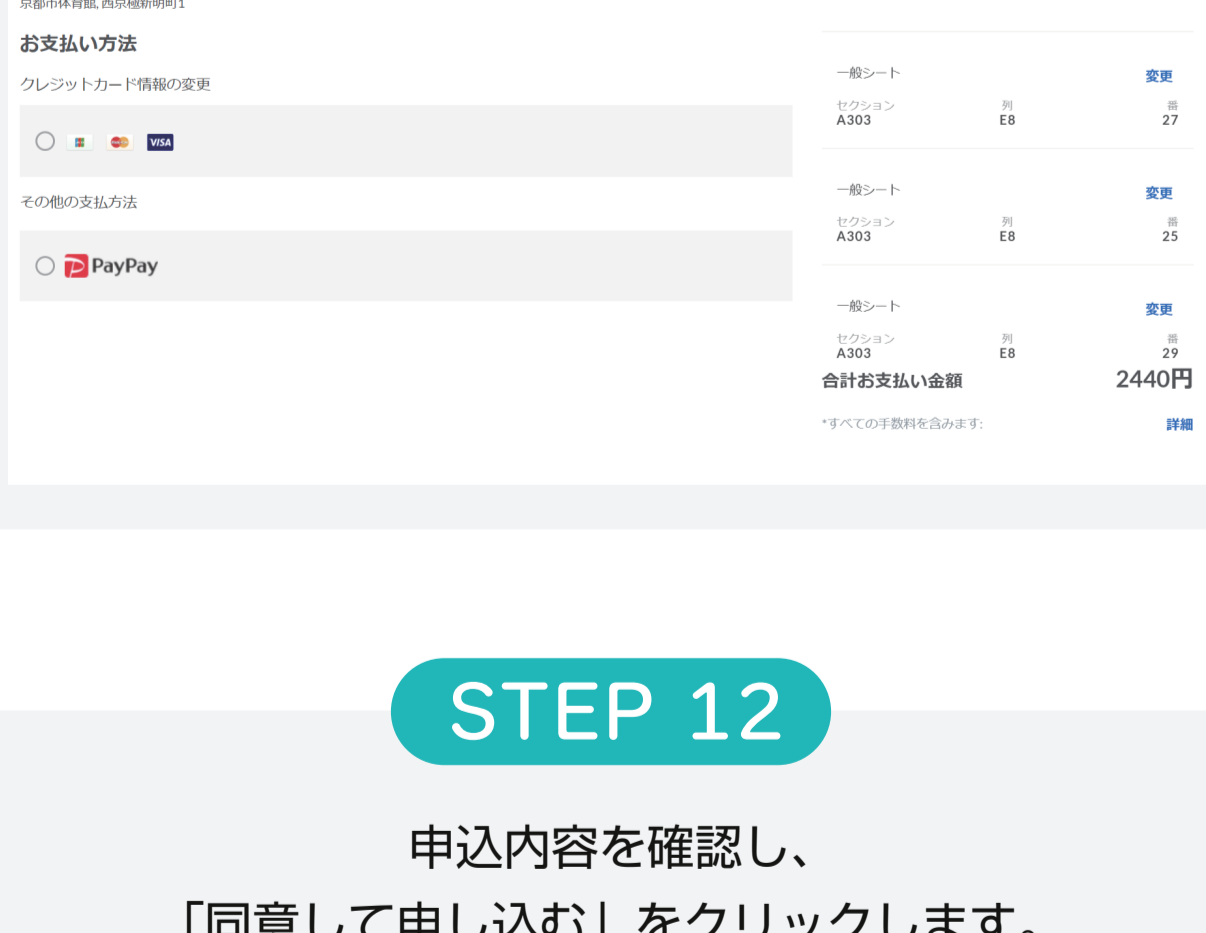 京都市体育館, 西京極新明町1
お支払い方法
クレジットカード情報の変更
VISA
その他の支払方法
PayPay
一般シート 変更
セクション 列 番
A303 E8 27
一般シート 変更
セクション 列 番
A303 E8 25
一般シート 変更
セクション 列 番
A303 E8 29
合計お支払い金額 2440円
*すべての手数料を含みます: 詳細
STEP 12
申込内容を確認し、
「同意して申し込む」をクリックします。